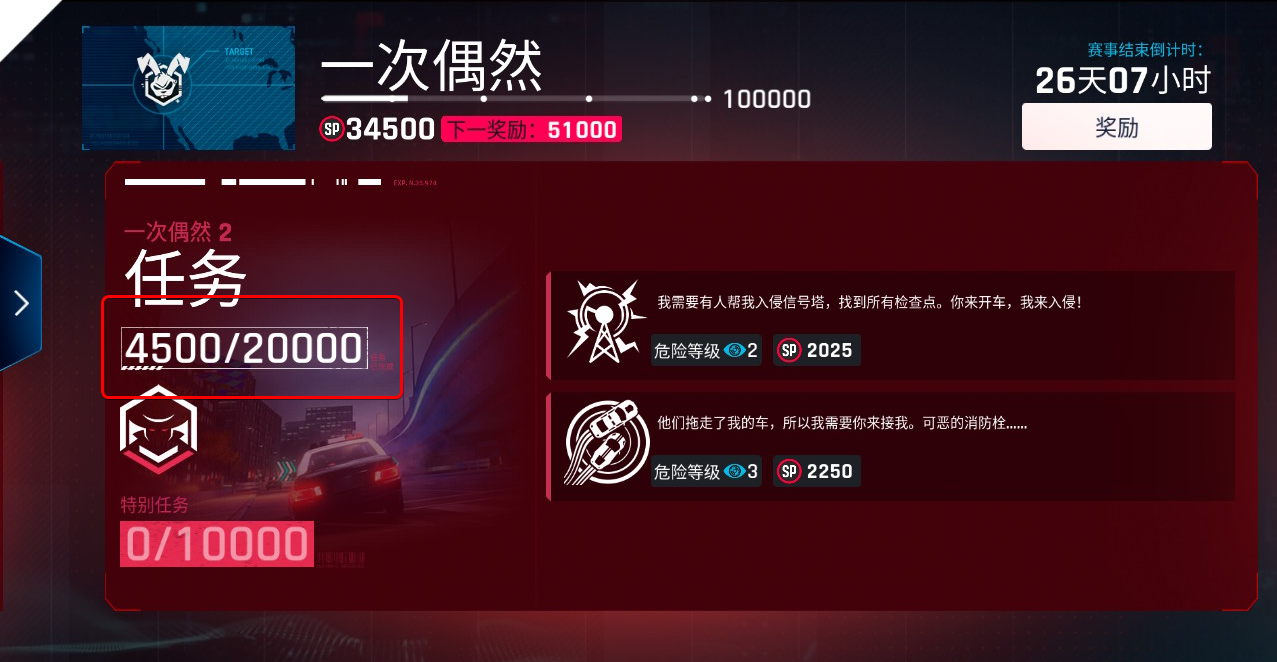 TARGET
一次偶然
100000
SP 34500 下一奖励：51000
赛事结束倒计时：
26天07小时
奖励
一次偶然 2
任务
4500/20000
特别任务
0/10000
我需要有人帮我入侵信号塔，找到所有检查点。你来开车，我来入侵！
危险等级 2 SP 2025
他们拖走了我的车，所以我需要你来接我。可恶的消防栓......
危险等级 3 SP 2250